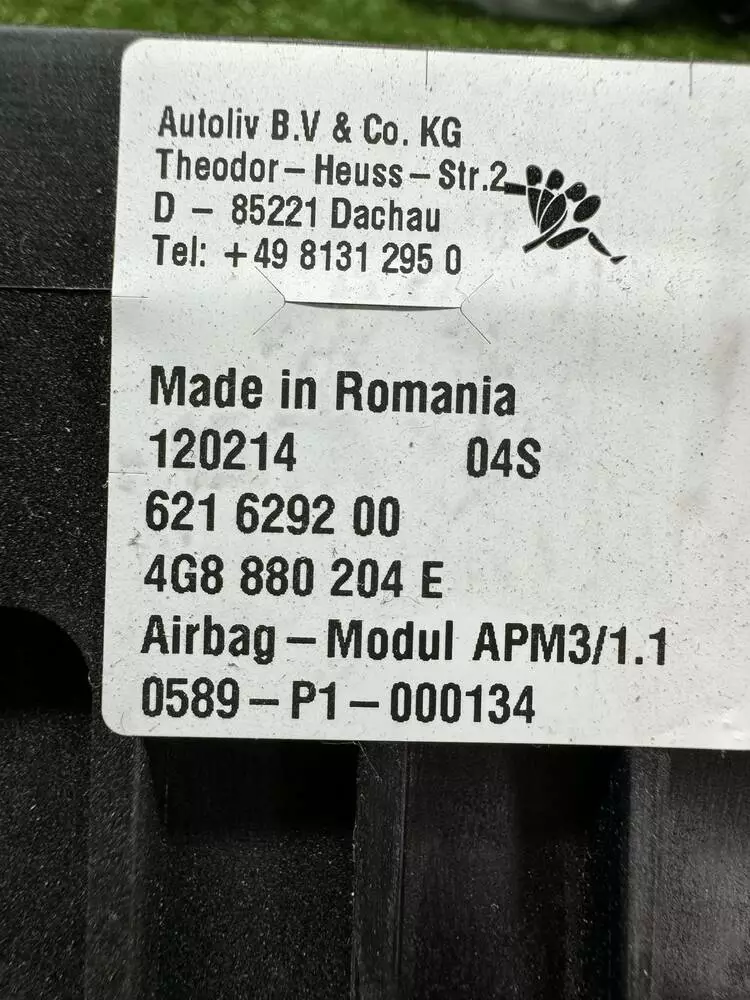 Autoliv B.V & Co. KG
Theodor-Heuss-Str.2
D - 85221 Dachau
Tel: +49 8131 295 0
Made in Romania
120214 04S
621 6292 00
4G8 880 204 E
Airbag-Modul APM3/1.1
0589-P1-000134